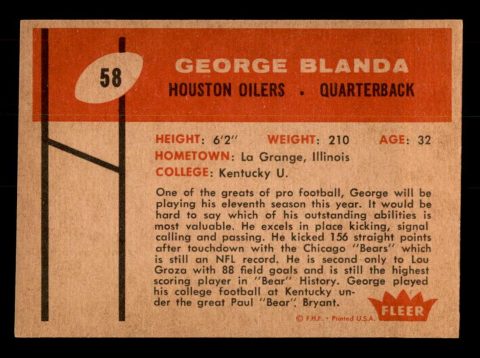 58
GEORGE BLANDA
HOUSTON OILERS • QUARTERBACK
HEIGHT: 6'2" WEIGHT: 210 AGE: 32
HOMETOWN: La Grange, Illinois
COLLEGE: Kentucky U.
One of the greats of pro football, George will be
playing his eleventh season this year. It would be
hard to say which of his outstanding abilities is
most valuable. He excels in place kicking, signal
calling and passing. He kicked 156 straight points
after touchdown with the Chicago "Bears" which
is still an NFL record. He is second only to Lou
Groza with 88 field goals and is still the highest
scoring player in "Bear" History. George played
his college football at Kentucky un-
der the great Paul "Bear" Bryant.
FLEER
© F.H.F. • Printed U.S.A.